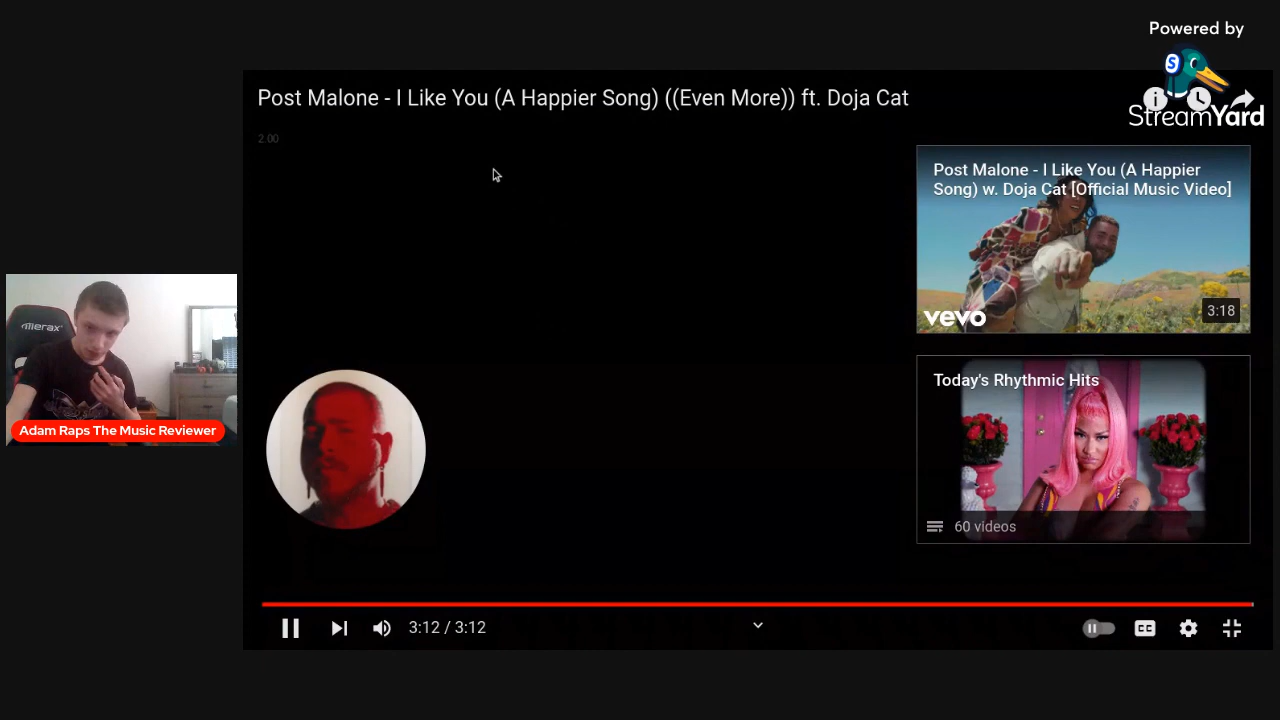 Powered by
StreamYard
Post Malone - I Like You (A Happier Song) ((Even More)) ft. Doja Cat
2.00
Post Malone - I Like You (A Happier
Song) w. Doja Cat [Official Music Video]
vevo
3:18
merax
Adam Raps The Music Reviewer
Today's Rhythmic Hits
60 videos
3:12 / 3:12
CC